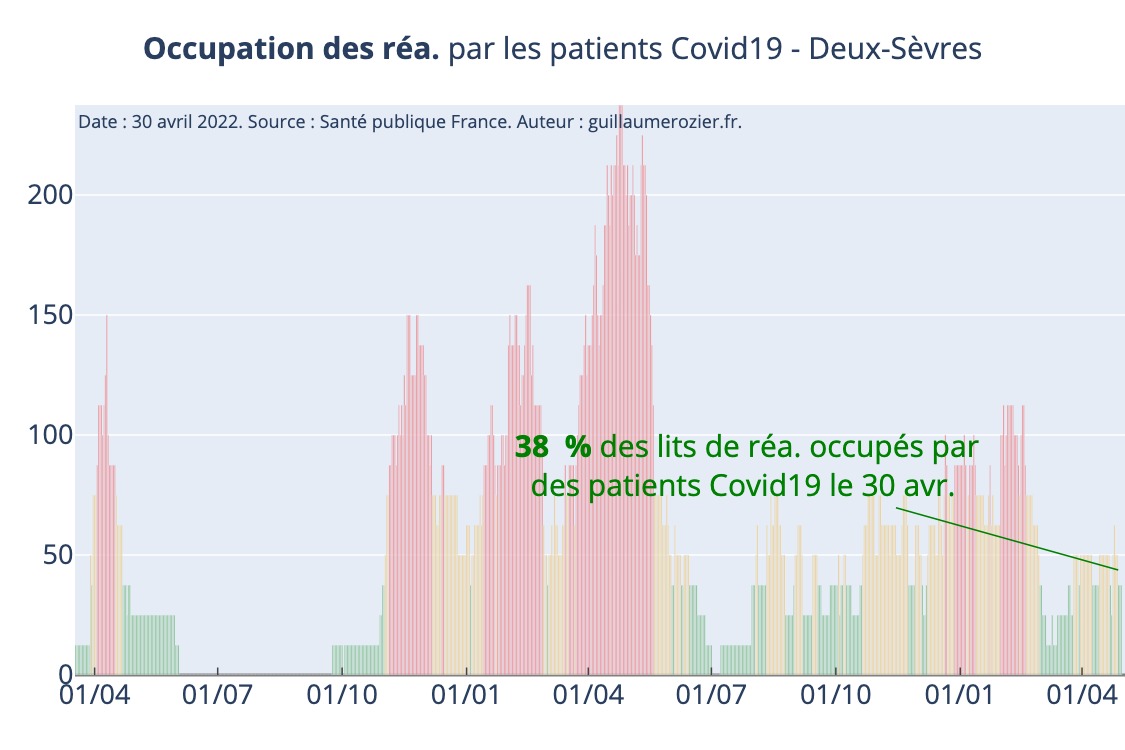 Occupation des réa. par les patients Covid19 - Deux-Sèvres
Date : 30 avril 2022. Source : Santé publique France. Auteur : guillaumerozier.fr.
200
150
100
38 % des lits de réa. occupés par
des patients Covid19 le 30 avr.
50
0
01/04 01/07 01/10 01/01 01/04 01/07 01/10 01/01 01/04